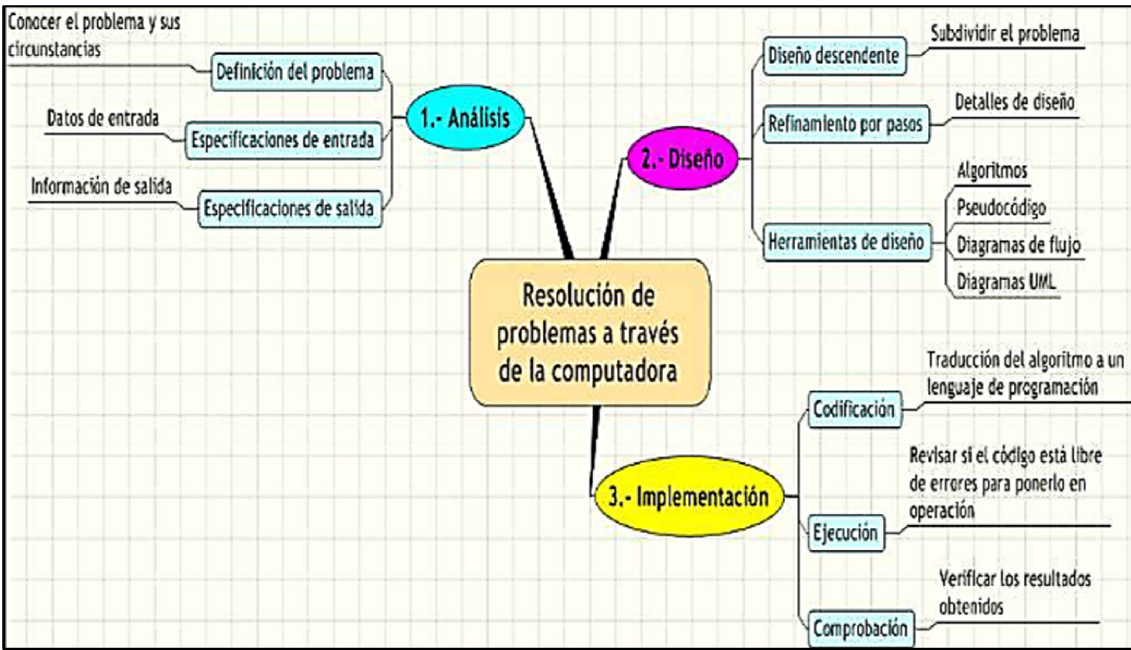 Conocer el problema y sus
circunstancias
Definición del problema
Datos de entrada
Especificaciones de entrada
Información de salida
Especificaciones de salida
1.- Análisis
2.- Diseño
Diseño descendente
Subdividir el problema
Refinamiento por pasos
Detalles de diseño
Herramientas de diseño
Algoritmos
Pseudocódigo
Diagramas de flujo
Diagramas UML
Resolución de
problemas a través
de la computadora
3.- Implementación
Codificación
Traducción del algoritmo a un
lenguaje de programación
Ejecución
Revisar si el código está libre
de errores para ponerlo en
operación
Comprobación
Verificar los resultados
obtenidos